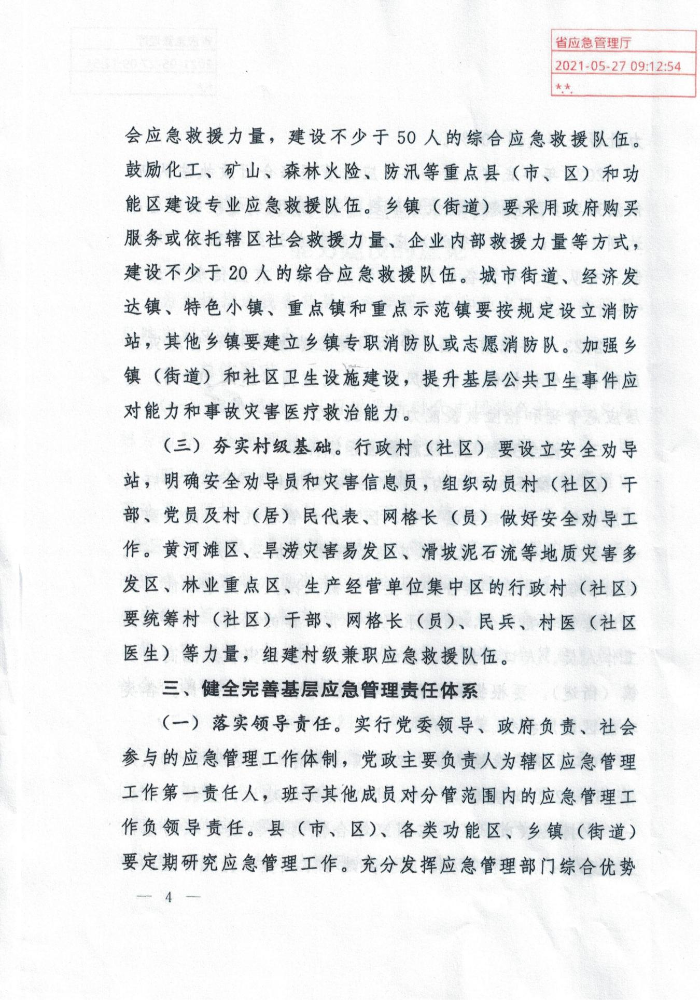 省应急管理厅
2021-05-27 09:12:54
*.*.
会应急救援力量，建设不少于 50 人的综合应急救援队伍。
鼓励化工、矿山、森林火险、防汛等重点县（市、区）和功
能区建设专业应急救援队伍。乡镇（街道）要采用政府购买
服务或依托辖区社会救援力量、企业内部救援力量等方式，
建设不少于 20 人的综合应急救援队伍。城市街道、经济发
达镇、特色小镇、重点镇和重点示范镇要按规定设立消防
站，其他乡镇要建立乡镇专职消防队或志愿消防队。加强乡
镇（街道）和社区卫生设施建设，提升基层公共卫生事件应
对能力和事故灾害医疗救治能力。
（三）夯实村级基础。行政村（社区）要设立安全劝导
站，明确安全劝导员和灾害信息员，组织动员村（社区）干
部、党员及村（居）民代表、网格长（员）做好安全劝导工
作。黄河滩区、旱涝灾害易发区、滑坡泥石流等地质灾害多
发区、林业重点区、生产经营单位集中区的行政村（社区）
要统筹村（社区）干部、网格长（员）、民兵、村医（社区
医生）等力量，组建村级兼职应急救援队伍。
三、健全完善基层应急管理责任体系
（一）落实领导责任。实行党委领导、政府负责、社会
参与的应急管理工作体制，党政主要负责人为辖区应急管理
工作第一责任人，班子其他成员对分管范围内的应急管理工
作负领导责任。县（市、区）、各类功能区、乡镇（街道）
要定期研究应急管理工作。充分发挥应急管理部门综合优势
— 4 —